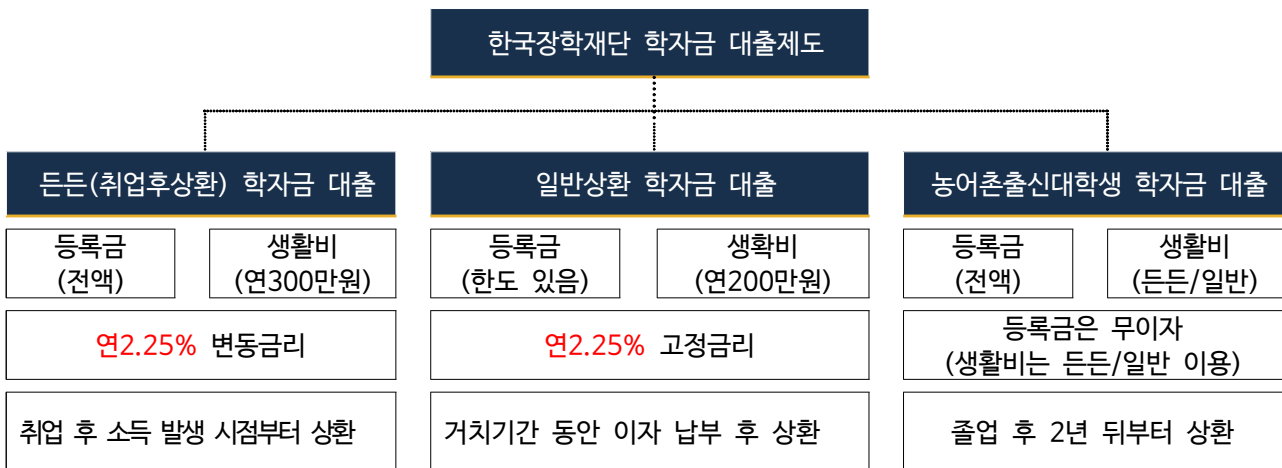 한국장학재단 학자금 대출제도
든든(취업후상환) 학자금 대출
일반상환 학자금 대출
농어촌출신대학생 학자금 대출
등록금
(전액)
생활비
(연300만원)
등록금
(한도 있음)
생확비
(연200만원)
등록금
(전액)
생활비
(든든/일반)
연2.25% 변동금리
연2.25% 고정금리
등록금은 무이자
(생활비는 든든/일반 이용)
취업 후 소득 발생 시점부터 상환
거치기간 동안 이자 납부 후 상환
졸업 후 2년 뒤부터 상환